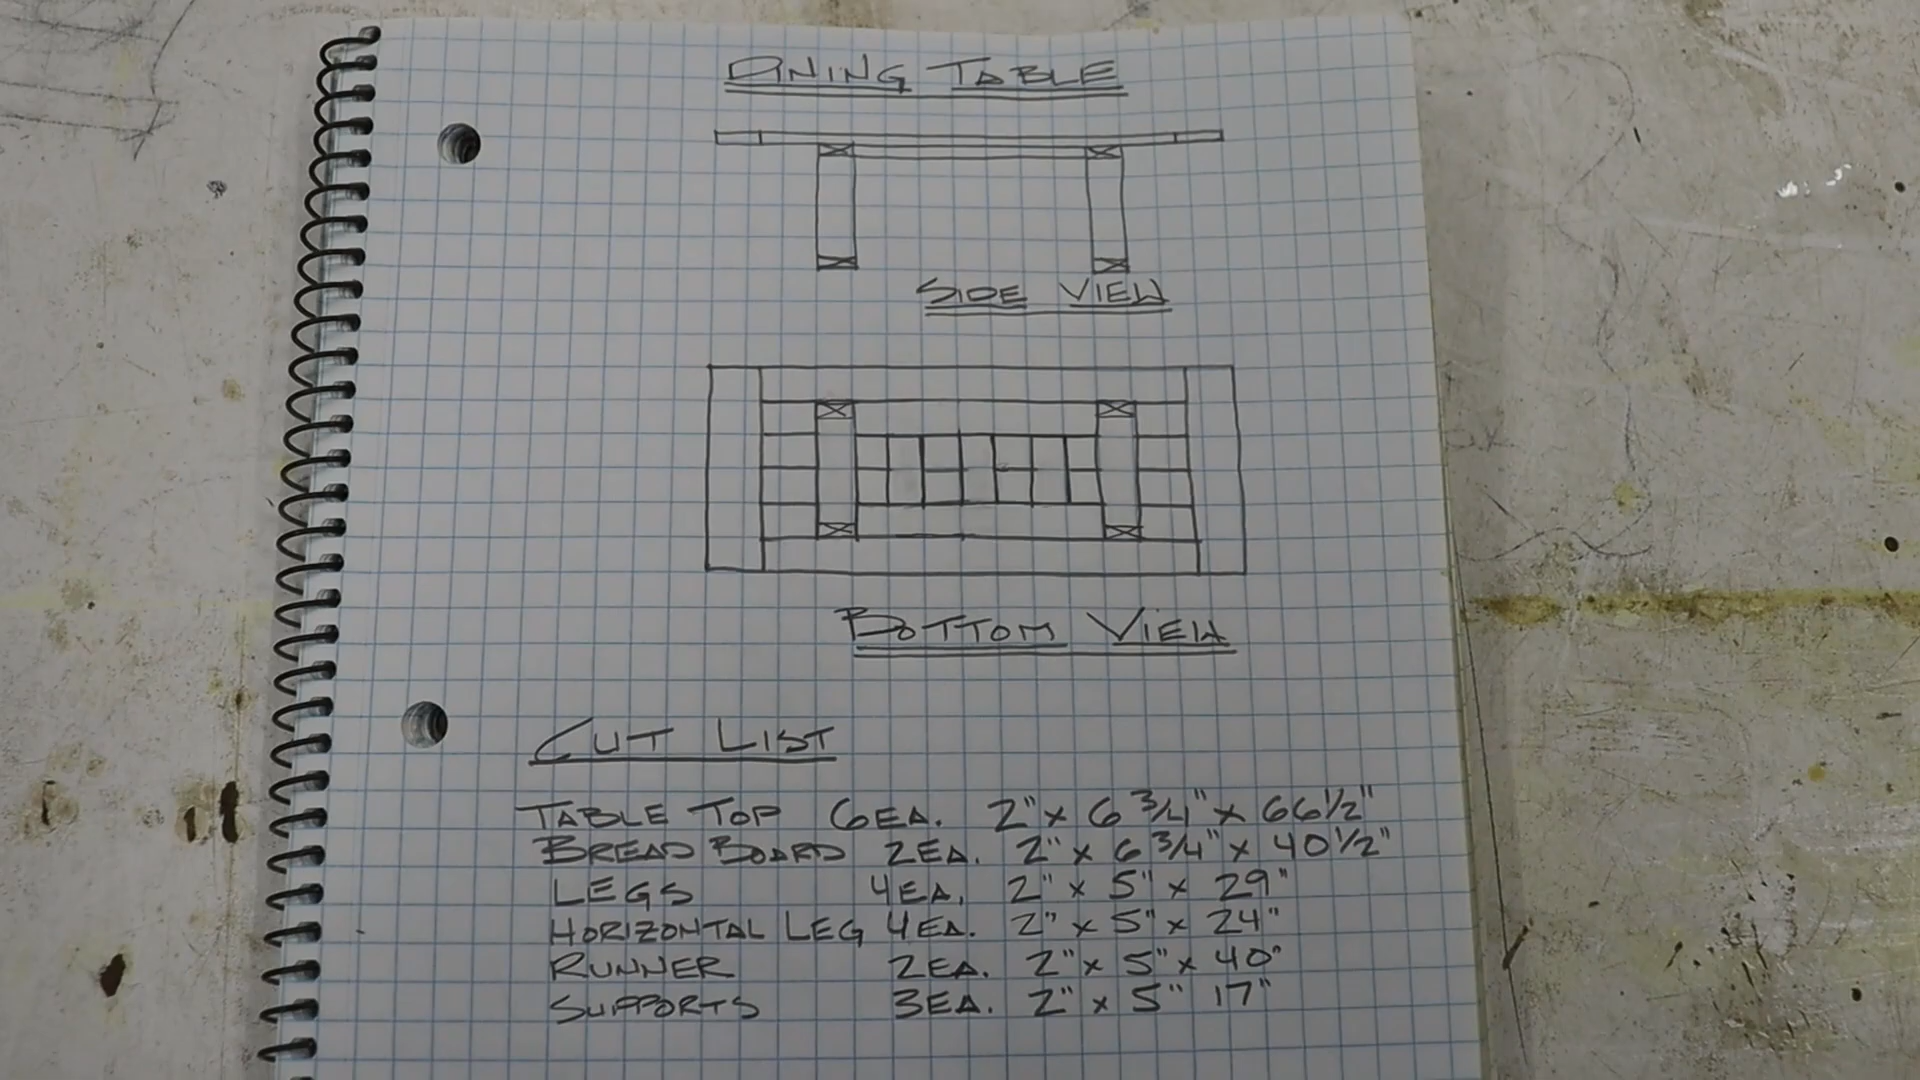 DINING TABLE
SIDE VIEW
BOTTOM VIEW
CUT LIST
TABLE TOP 6EA. 2" x 6 3/4" x 66 1/2"
BREAD BOARD 2EA. 2" x 6 3/4" x 40 1/2"
LEGS 4EA. 2" x 5" x 29"
HORIZONTAL LEG 4EA. 2" x 5" x 24"
RUNNER 2EA. 2" x 5" x 40"
SUPPORTS 3EA. 2" x 5" 17"